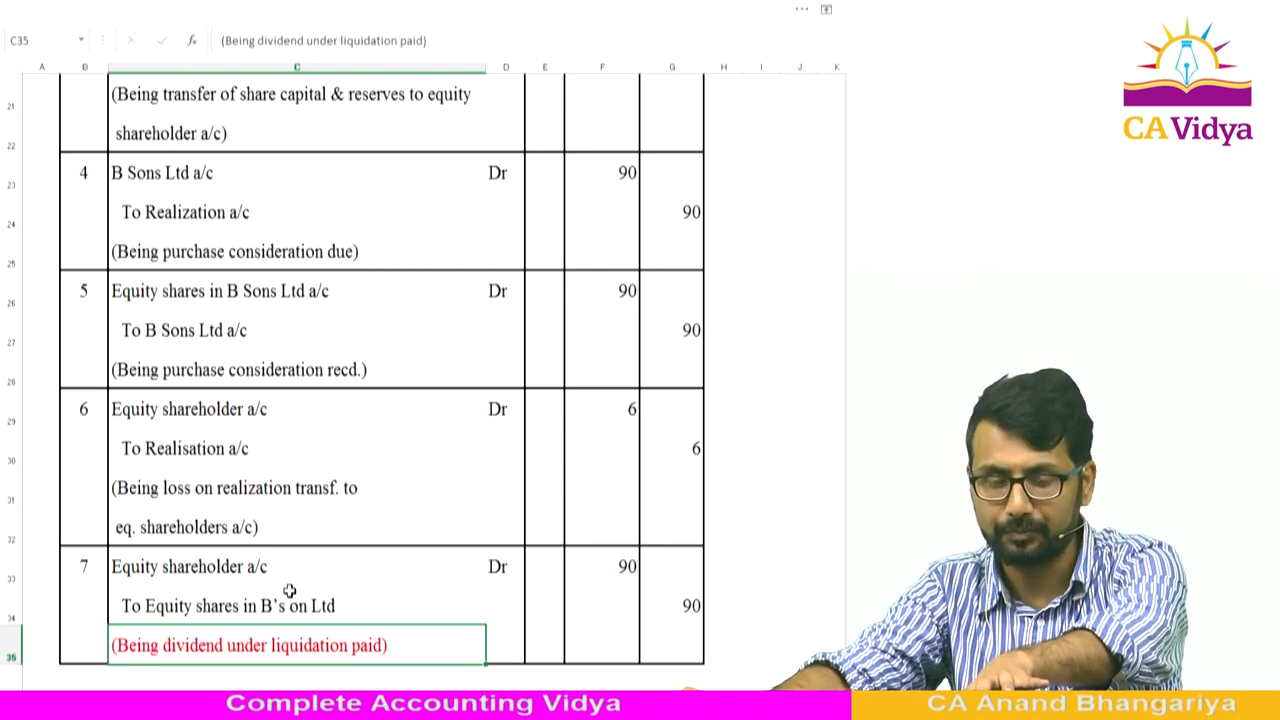 C35
fx
(Being dividend under liquidation paid)
A B C D E F G H I J K
21 (Being transfer of share capital & reserves to equity
22 shareholder a/c)
23 4 B Sons Ltd a/c Dr 90
24 To Realization a/c 90
25 (Being purchase consideration due)
26 5 Equity shares in B Sons Ltd a/c Dr 90
27 To B Sons Ltd a/c 90
28 (Being purchase consideration recd.)
29 6 Equity shareholder a/c Dr 6
30 To Realisation a/c 6
31 (Being loss on realization transf. to
32 eq. shareholders a/c)
33 7 Equity shareholder a/c Dr 90
34 To Equity shares in B's on Ltd 90
35 (Being dividend under liquidation paid)
CA Vidya
Complete Accounting Vidya
CA Anand Bhangariya